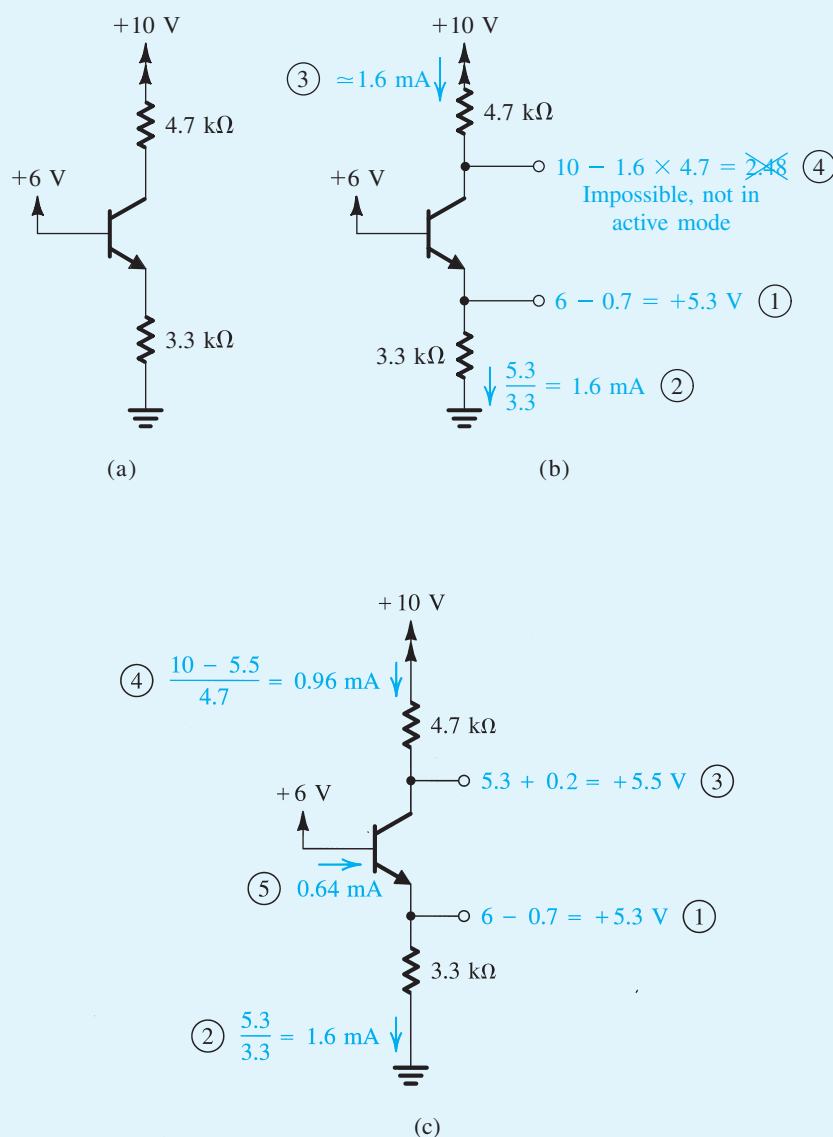 +10 V
4.7 kΩ
+6 V
3.3 kΩ
(a)
+10 V
③ ≃1.6 mA
4.7 kΩ
10 − 1.6 × 4.7 = 2.48 ④
Impossible, not in
active mode
+6 V
6 − 0.7 = +5.3 V ①
3.3 kΩ
5.3/3.3 = 1.6 mA ②
(b)
+10 V
④ 10 − 5.5/4.7 = 0.96 mA
4.7 kΩ
5.3 + 0.2 = +5.5 V ③
+6 V
⑤ 0.64 mA
6 − 0.7 = +5.3 V ①
3.3 kΩ
② 5.3/3.3 = 1.6 mA
(c)